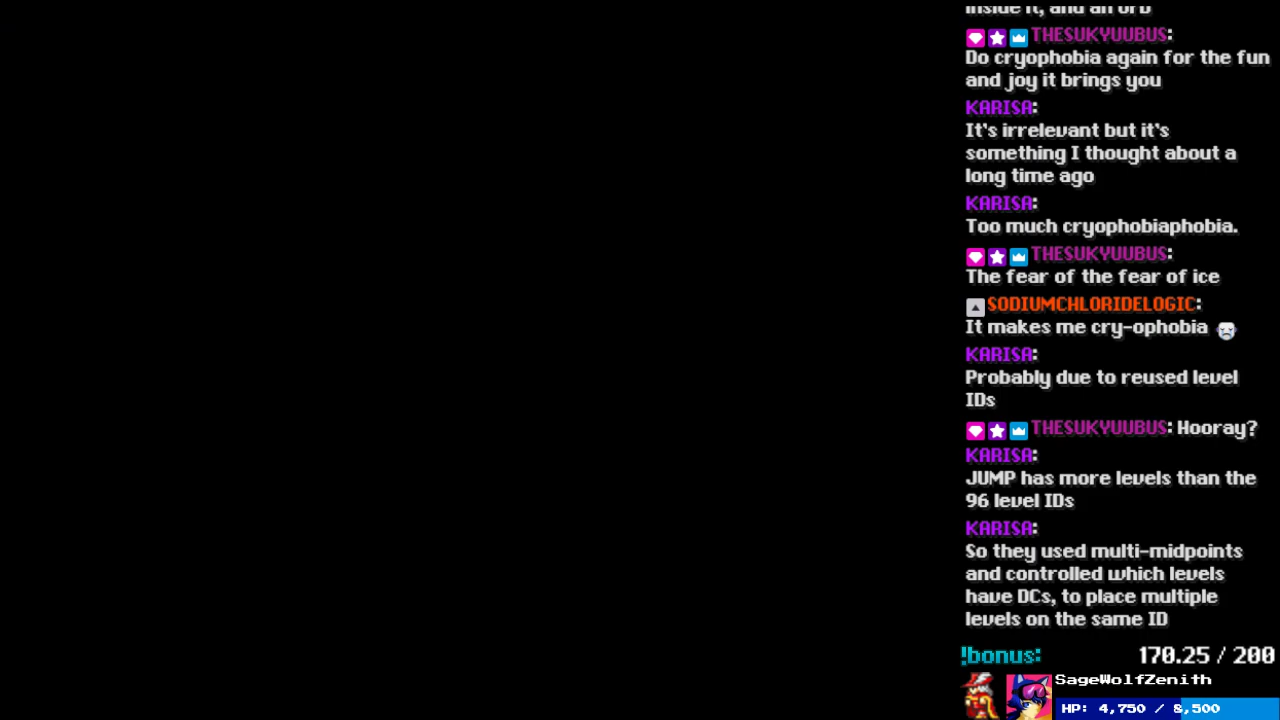 inside it, and an orb
THESUKYUUBUS:
Do cryophobia again for the fun
and joy it brings you
KARISA:
It's irrelevant but it's
something I thought about a
long time ago
KARISA:
Too much cryophobiaphobia.
THESUKYUUBUS:
The fear of the fear of ice
SODIUMCHLORIDELOGIC:
It makes me cry-ophobia
KARISA:
Probably due to reused level
IDs
THESUKYUUBUS: Hooray?
KARISA:
JUMP has more levels than the
96 level IDs
KARISA:
So they used multi-midpoints
and controlled which levels
have DCs, to place multiple
levels on the same ID
!bonus: 170.25 / 200
SageWolfZenith
HP: 4,750 / 8,500